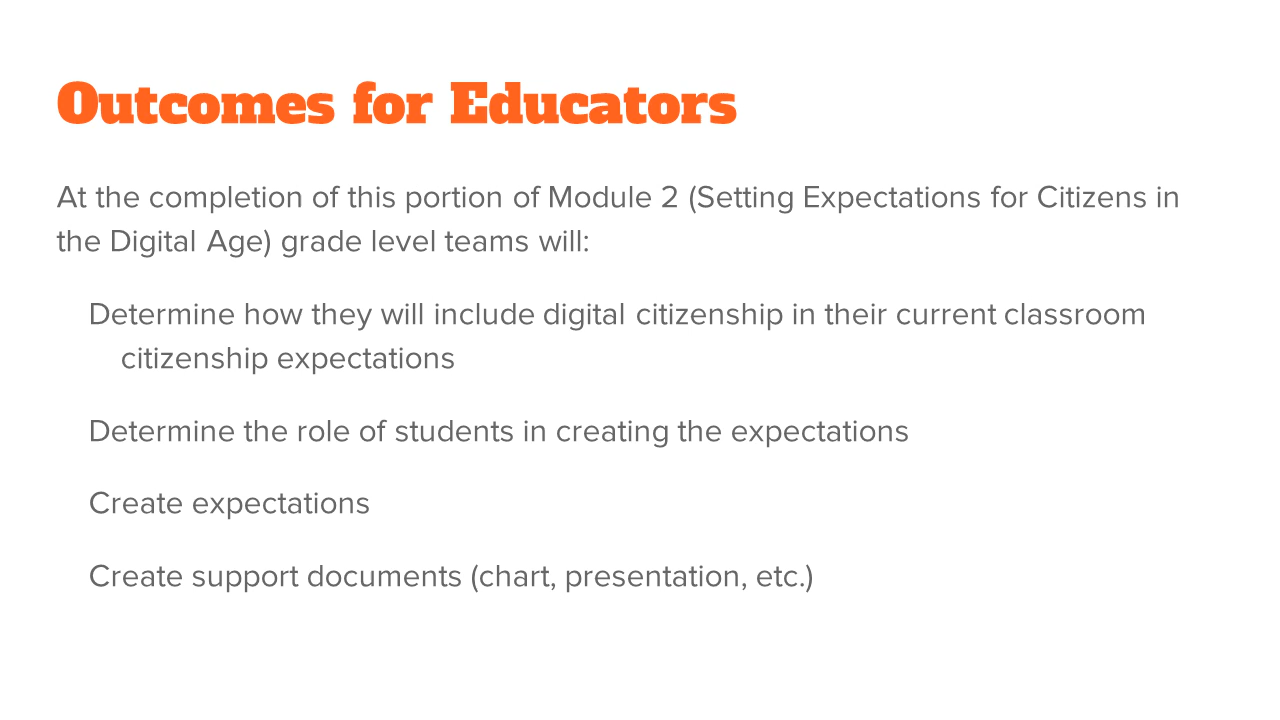 Outcomes for Educators
At the completion of this portion of Module 2 (Setting Expectations for Citizens in
the Digital Age) grade level teams will:
Determine how they will include digital citizenship in their current classroom
citizenship expectations
Determine the role of students in creating the expectations
Create expectations
Create support documents (chart, presentation, etc.)